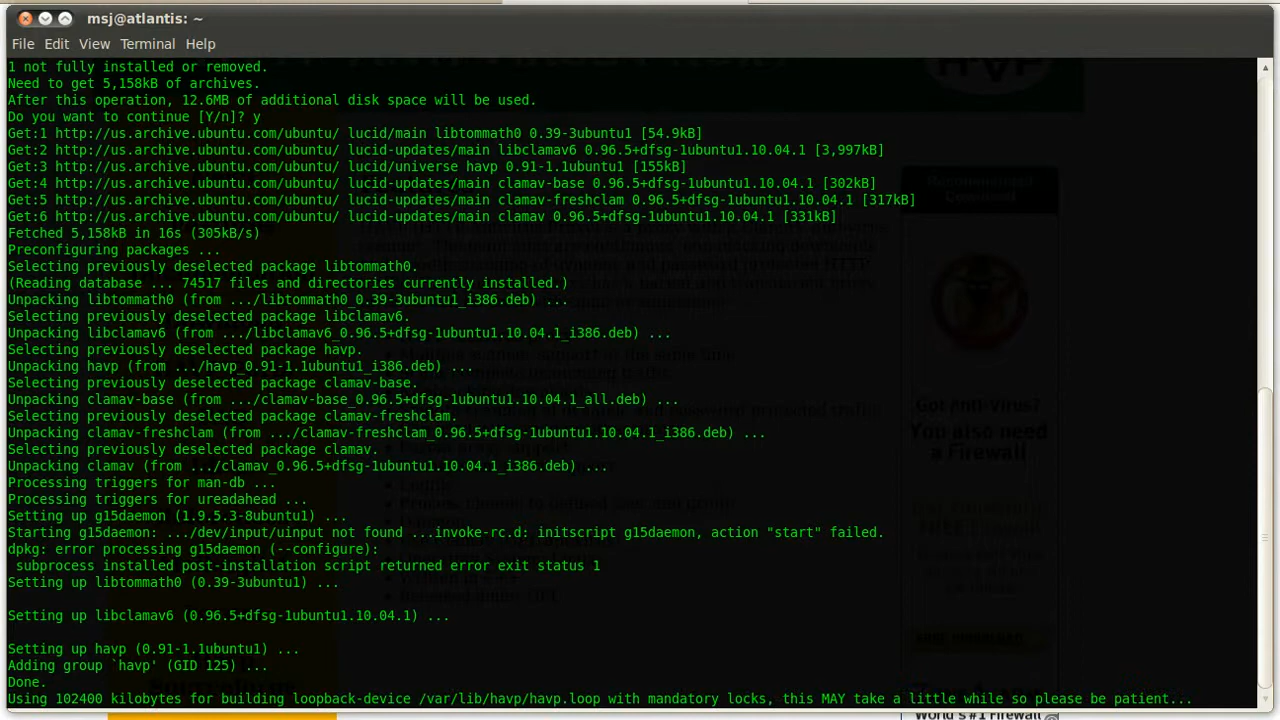 msj@atlantis: ~
File Edit View Terminal Help
1 not fully installed or removed.
Need to get 5,158kB of archives.
After this operation, 12.6MB of additional disk space will be used.
Do you want to continue [Y/n]? y
Get:1 http://us.archive.ubuntu.com/ubuntu/ lucid/main libtommath0 0.39-3ubuntu1 [54.9kB]
Get:2 http://us.archive.ubuntu.com/ubuntu/ lucid-updates/main libclamav6 0.96.5+dfsg-1ubuntu1.10.04.1 [3,997kB]
Get:3 http://us.archive.ubuntu.com/ubuntu/ lucid/universe havp 0.91-1.1ubuntu1 [155kB]
Get:4 http://us.archive.ubuntu.com/ubuntu/ lucid-updates/main clamav-base 0.96.5+dfsg-1ubuntu1.10.04.1 [302kB]
Get:5 http://us.archive.ubuntu.com/ubuntu/ lucid-updates/main clamav-freshclam 0.96.5+dfsg-1ubuntu1.10.04.1 [317kB]
Get:6 http://us.archive.ubuntu.com/ubuntu/ lucid-updates/main clamav 0.96.5+dfsg-1ubuntu1.10.04.1 [331kB]
Fetched 5,158kB in 16s (305kB/s)
Preconfiguring packages ...
Selecting previously deselected package libtommath0.
(Reading database ... 74517 files and directories currently installed.)
Unpacking libtommath0 (from .../libtommath0_0.39-3ubuntu1_i386.deb) ...
Selecting previously deselected package libclamav6.
Unpacking libclamav6 (from .../libclamav6_0.96.5+dfsg-1ubuntu1.10.04.1_i386.deb) ...
Selecting previously deselected package havp.
Unpacking havp (from .../havp_0.91-1.1ubuntu1_i386.deb) ...
Selecting previously deselected package clamav-base.
Unpacking clamav-base (from .../clamav-base_0.96.5+dfsg-1ubuntu1.10.04.1_all.deb) ...
Selecting previously deselected package clamav-freshclam.
Unpacking clamav-freshclam (from .../clamav-freshclam_0.96.5+dfsg-1ubuntu1.10.04.1_i386.deb) ...
Selecting previously deselected package clamav.
Unpacking clamav (from .../clamav_0.96.5+dfsg-1ubuntu1.10.04.1_i386.deb) ...
Processing triggers for man-db ...
Processing triggers for ureadahead ...
Setting up g15daemon (1.9.5.3-8ubuntu1) ...
Starting g15daemon: .../dev/input/uinput not found ...invoke-rc.d: initscript g15daemon, action "start" failed.
dpkg: error processing g15daemon (--configure):
 subprocess installed post-installation script returned error exit status 1
Setting up libtommath0 (0.39-3ubuntu1) ...
Setting up libclamav6 (0.96.5+dfsg-1ubuntu1.10.04.1) ...
Setting up havp (0.91-1.1ubuntu1) ...
Adding group `havp' (GID 125) ...
Done.
Using 102400 kilobytes for building loopback-device /var/lib/havp/havp.loop with mandatory locks, this MAY take a little while so please be patient...
Recommended
Download
Got anti-Virus?
You also need
a Firewall
World's #1 Firewall